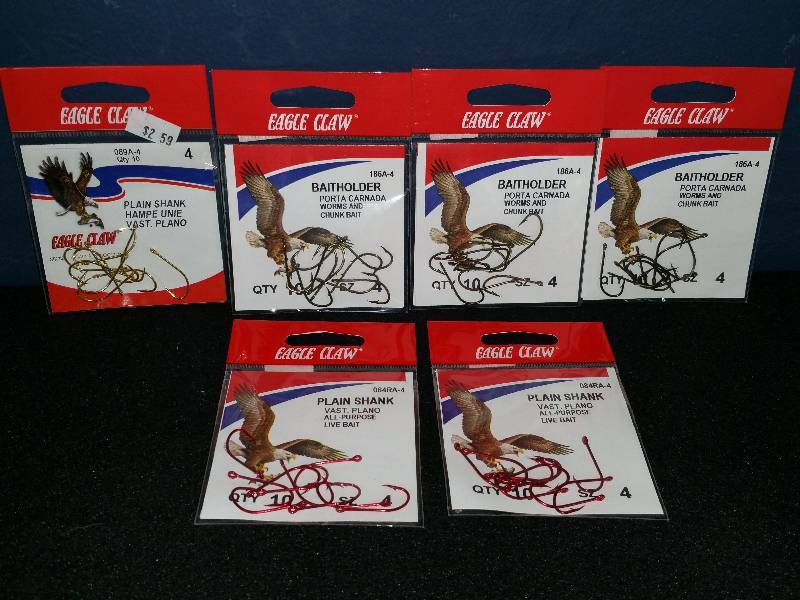 EAGLE CLAW®
$2.59
089A-4
Qty 10
4
PLAIN SHANK
HAMPE UNIE
VAST. PLANO
EAGLE CLAW
EAGLE CLAW®
186A-4
BAITHOLDER
PORTA CARNADA
WORMS AND
CHUNK BAIT
QTY 10 SZ 4
EAGLE CLAW®
186A-4
BAITHOLDER
PORTA CARNADA
WORMS AND
CHUNK BAIT
QTY 10 SZ 4
EAGLE CLAW®
186A-4
BAITHOLDER
PORTA CARNADA
WORMS AND
CHUNK BAIT
QTY 10 SZ 4
EAGLE CLAW®
084RA-4
PLAIN SHANK
VAST. PLANO
ALL-PURPOSE
LIVE BAIT
QTY 10 SZ 4
EAGLE CLAW®
084RA-4
PLAIN SHANK
VAST. PLANO
ALL-PURPOSE
LIVE BAIT
QTY 10 SZ 4